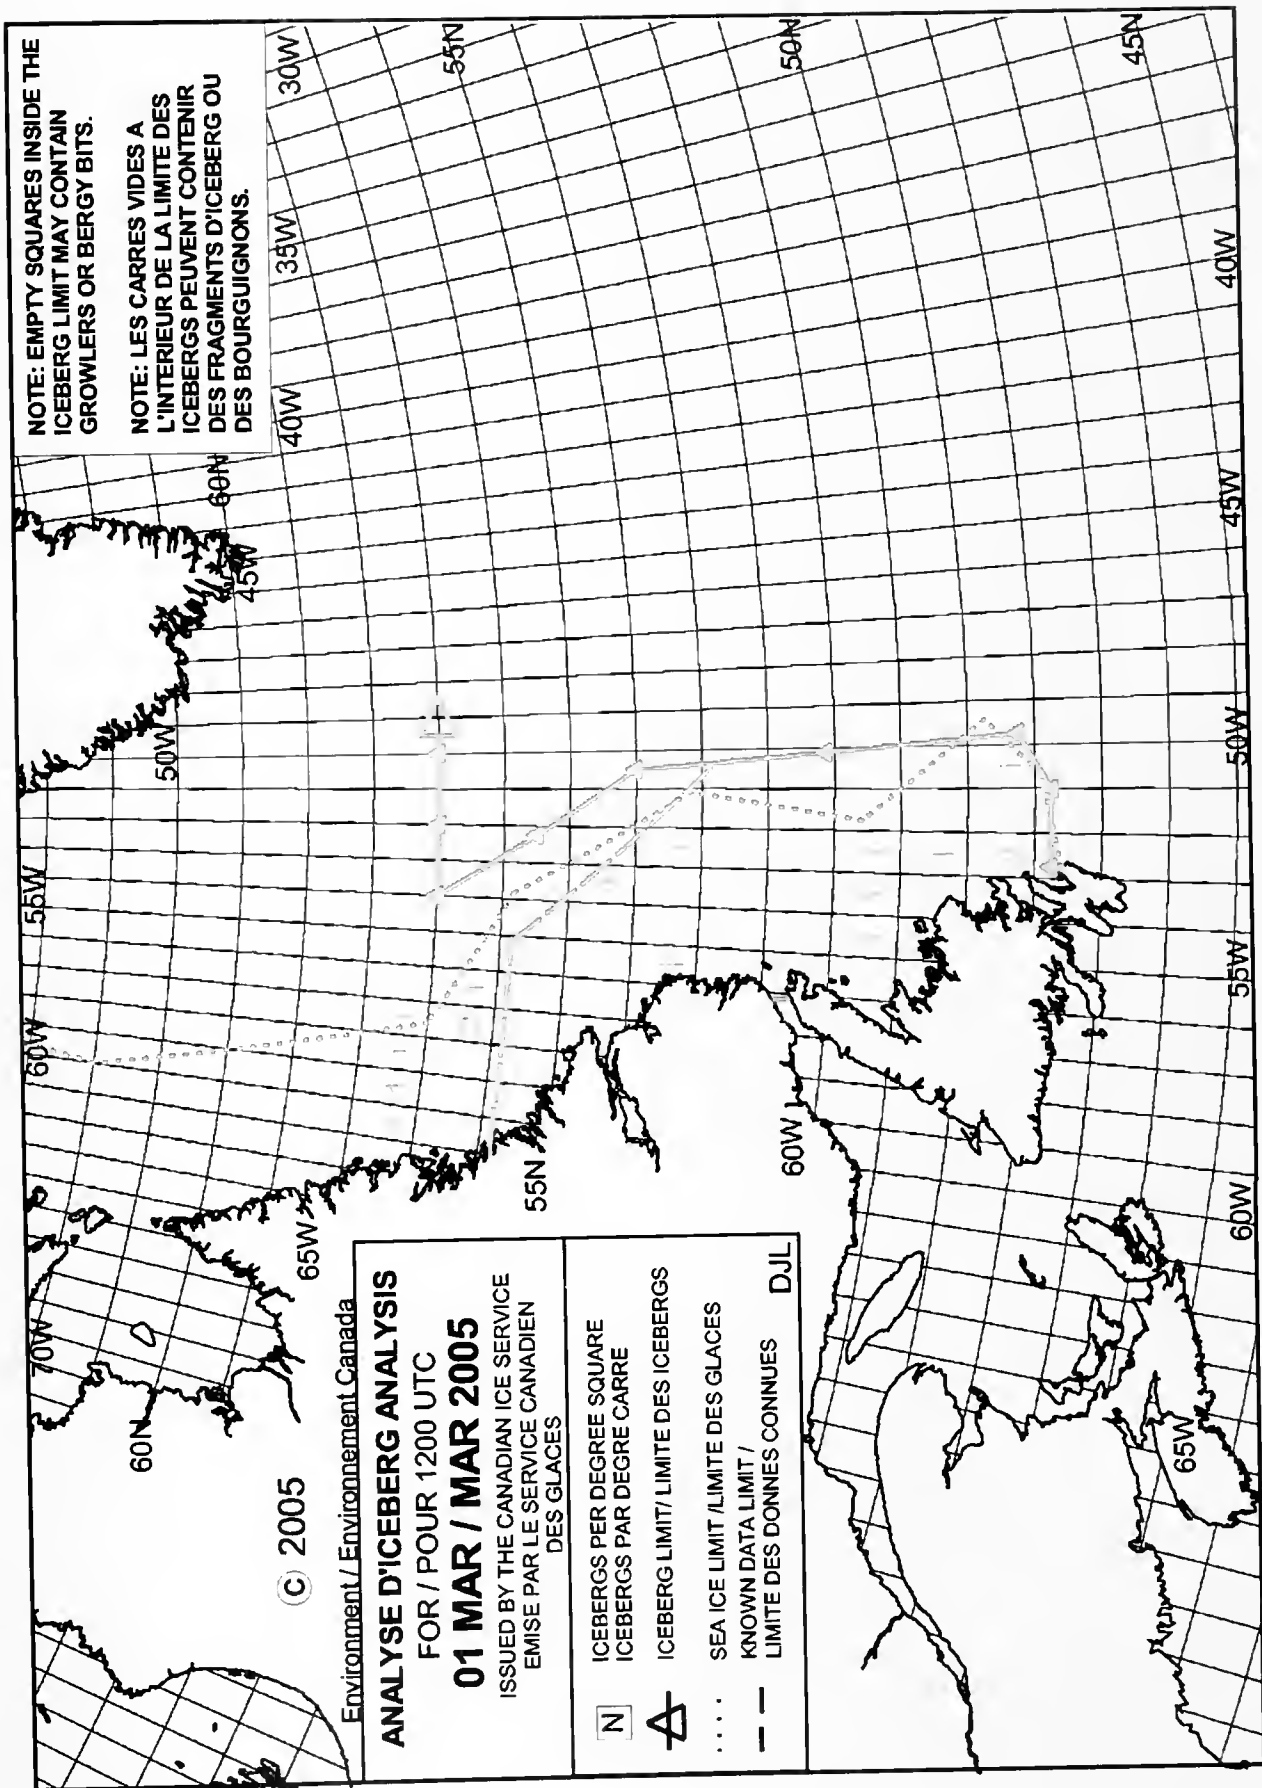 NOTE: EMPTY SQUARES INSIDE THE
ICEBERG LIMIT MAY CONTAIN
GROWLERS OR BERGY BITS.
NOTE: LES CARRES VIDES A
L'INTERIEUR DE LA LIMITE DES
ICEBERGS PEUVENT CONTENIR
DES FRAGMENTS D'ICEBERG OU
DES BOURGUIGNONS.
70W
60W
55W
60N
50W
45W
60N
40W
35W
30W
65W
55N
55N
60W
50N
65W
60W
55W
50W
45W
40W
45N
© 2005
Environment / Environnement Canada
ANALYSE D'ICEBERG ANALYSIS
FOR / POUR 1200 UTC
01 MAR / MAR 2005
ISSUED BY THE CANADIAN ICE SERVICE
EMISE PAR LE SERVICE CANADIEN
DES GLACES
N
ICEBERGS PER DEGREE SQUARE
ICEBERGS PAR DEGRE CARRE
ICEBERG LIMIT/ LIMITE DES ICEBERGS
SEA ICE LIMIT /LIMITE DES GLACES
KNOWN DATA LIMIT /
LIMITE DES DONNES CONNUES
DJL